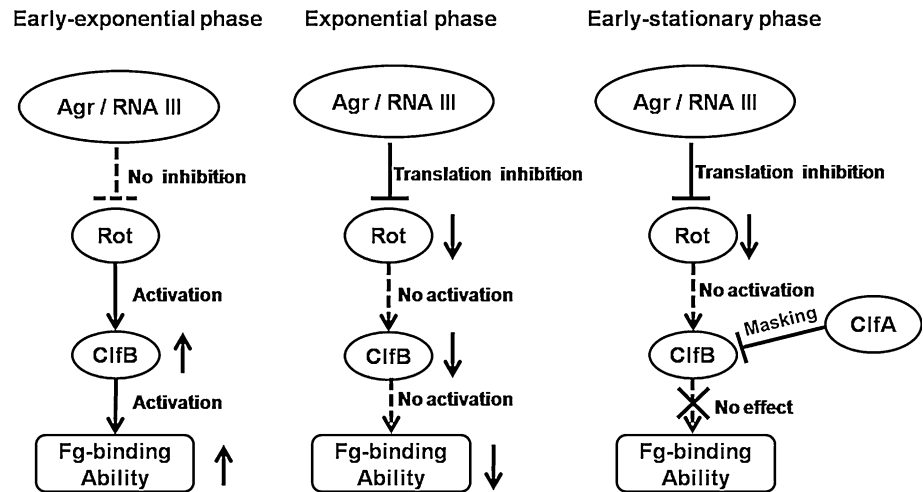 Early-exponential phase
Exponential phase
Early-stationary phase
Agr / RNA III
Agr / RNA III
Agr / RNA III
No inhibition
Translation inhibition
Translation inhibition
Rot
Rot
Rot
Activation
No activation
No activation
Masking
ClfA
ClfB
ClfB
ClfB
Activation
No activation
No effect
Fg-binding
Ability
Fg-binding
Ability
Fg-binding
Ability